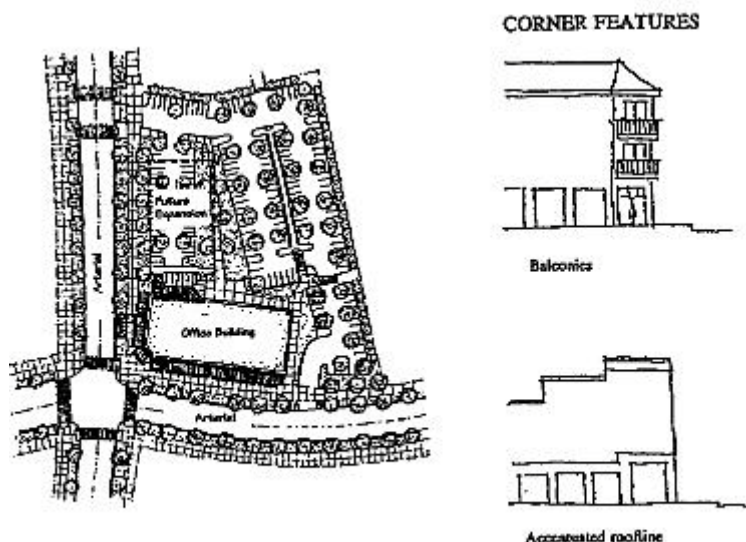 CORNER FEATURES
Future
Expansion
Arterial
Office Building
Balconies
Arterial
Accentuated roofline